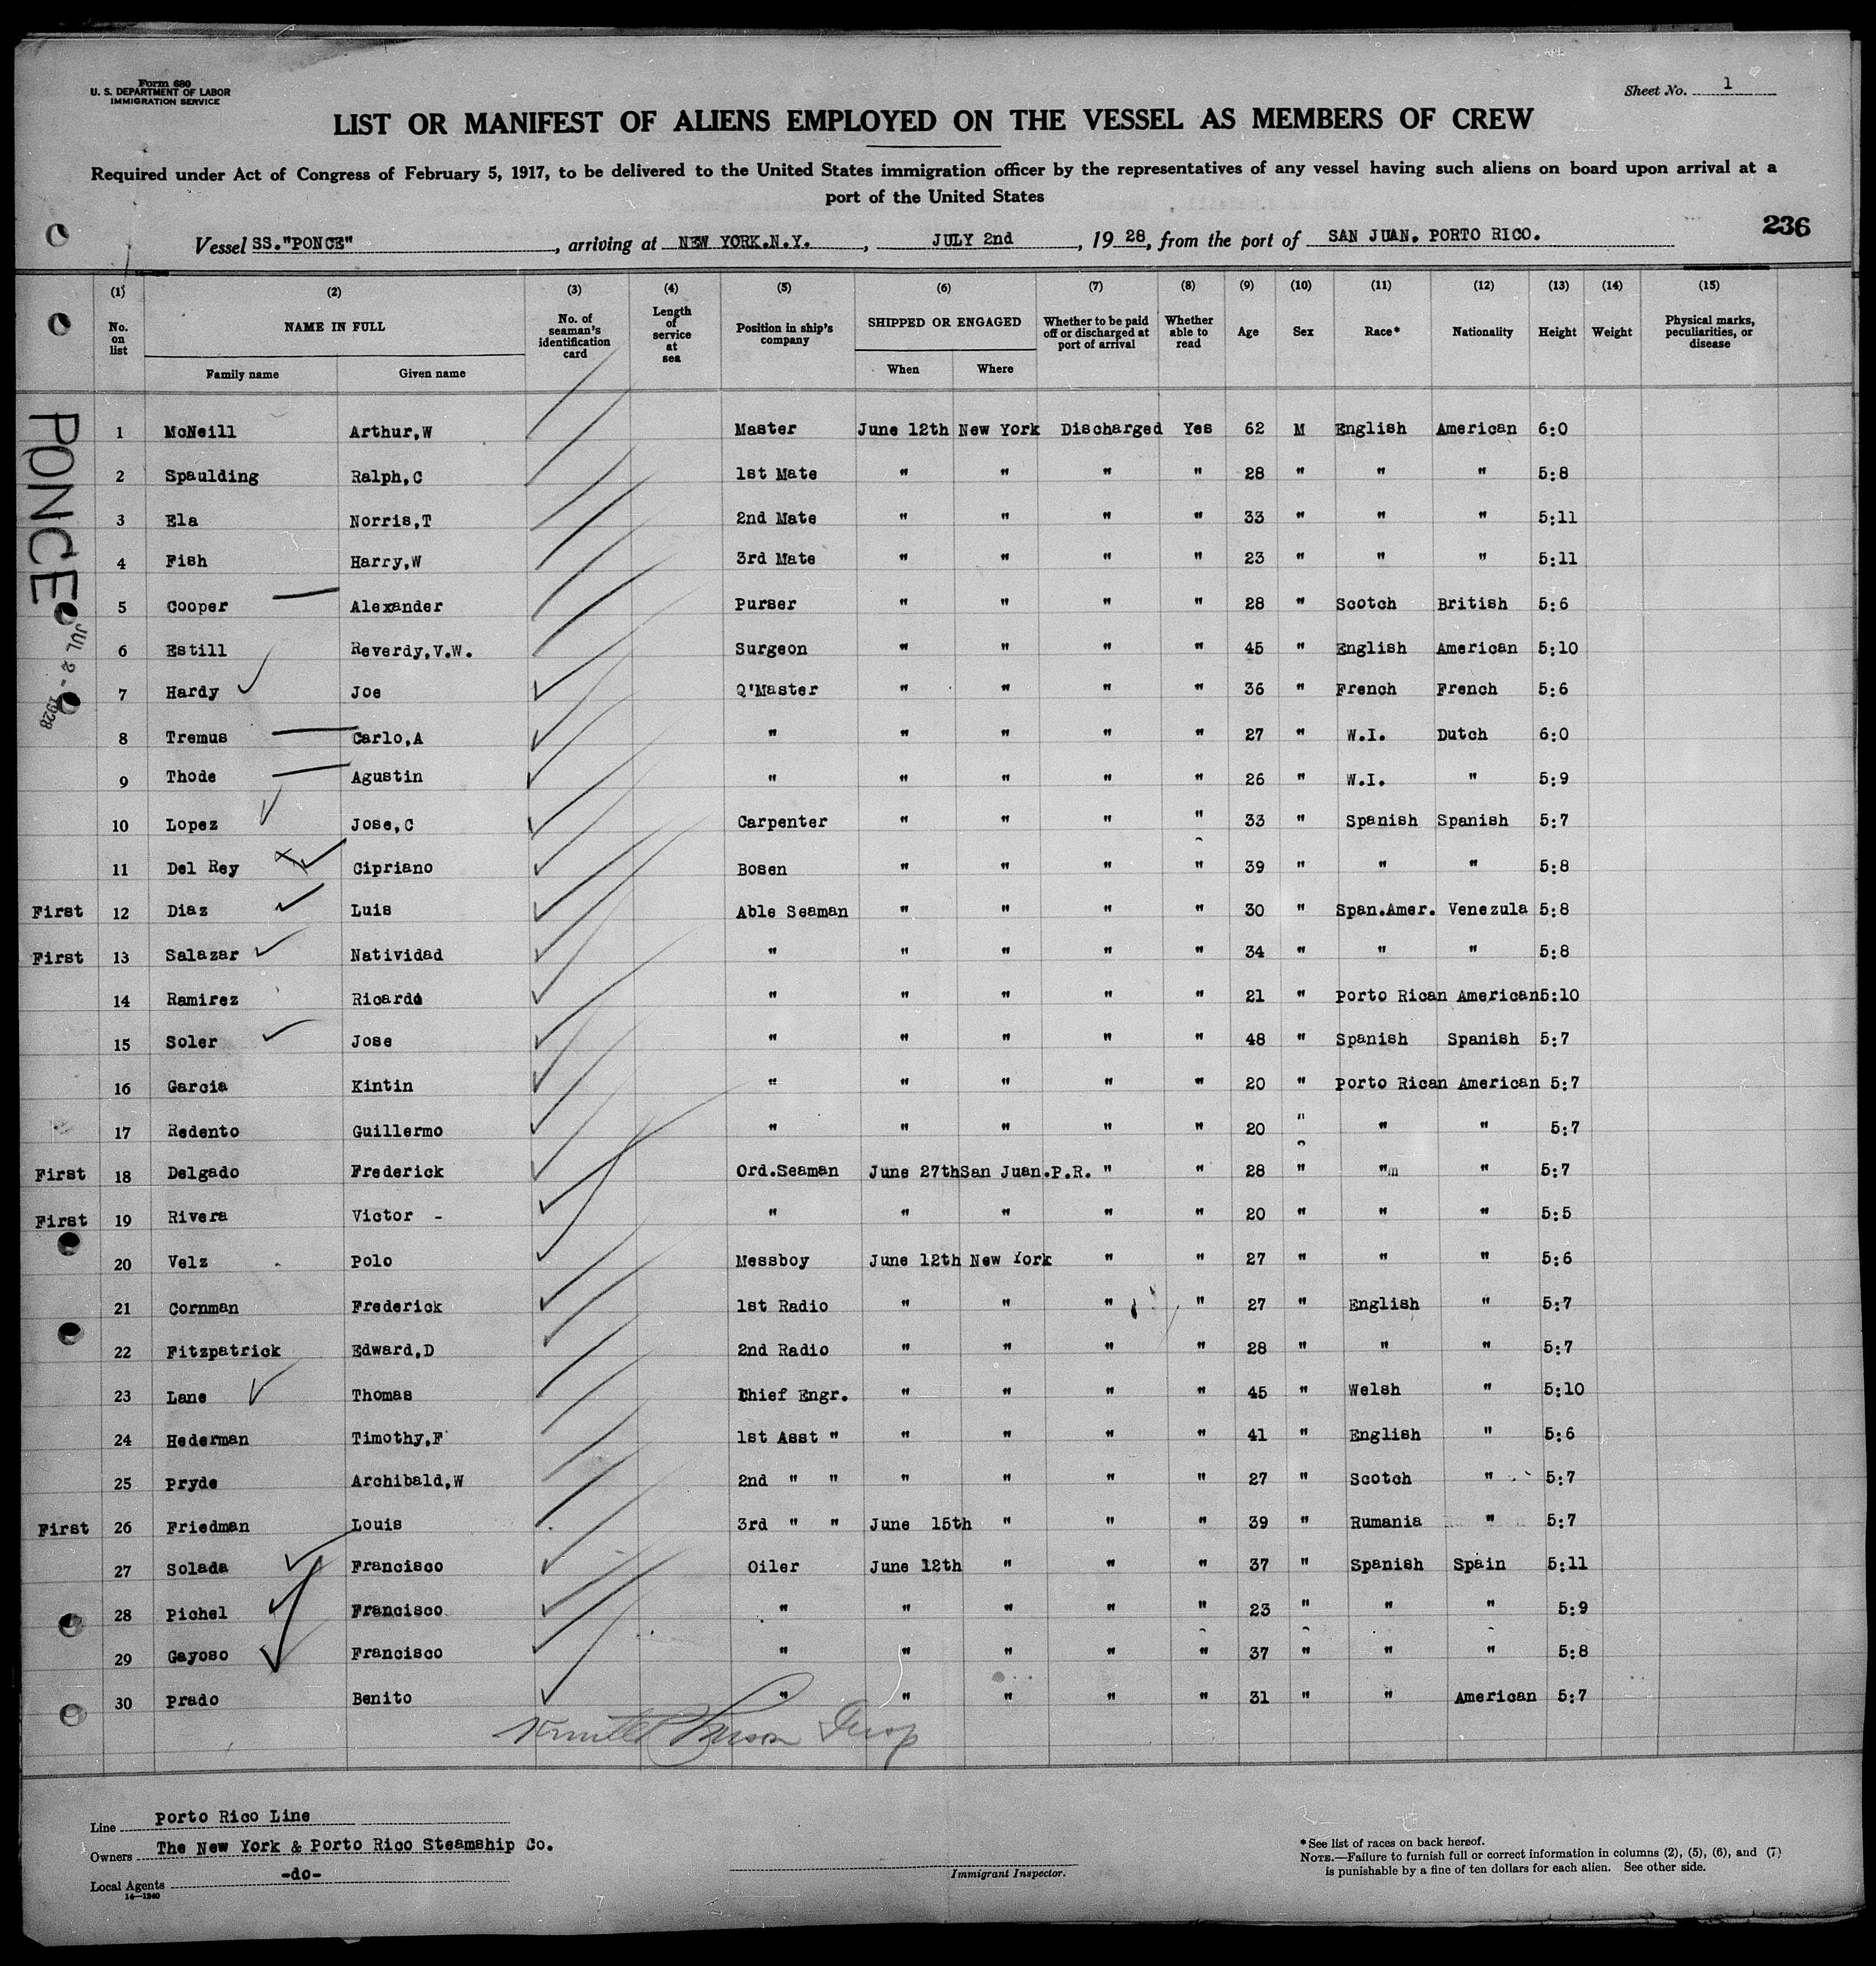 Form 680
U. S. DEPARTMENT OF LABOR
IMMIGRATION SERVICE
Sheet No. 1
LIST OR MANIFEST OF ALIENS EMPLOYED ON THE VESSEL AS MEMBERS OF CREW
Required under Act of Congress of February 5, 1917, to be delivered to the United States immigration officer by the representatives of any vessel having such aliens on board upon arrival at a
port of the United States
236
Vessel SS."PONCE", arriving at NEW YORK.N.Y., JULY 2nd, 1928, from the port of SAN JUAN. PORTO RICO.
(1) (2) (3) (4) (5) (6) (7) (8) (9) (10) (11) (12) (13) (14) (15)
No. on list NAME IN FULL Family name Given name No. of seaman's identification card Length of service at sea Position in ship's company SHIPPED OR ENGAGED When Where Whether to be paid off or discharged at port of arrival Whether able to read Age Sex Race* Nationality Height Weight Physical marks, peculiarities, or disease
PONCE
JUL 2 - 1928
1 McNeill Arthur,W Master June 12th New York Discharged Yes 62 M English American 6:0
2 Spaulding Ralph,C 1st Mate " " " " 28 " " " 5:8
3 Ela Norris,T 2nd Mate " " " " 33 " " " 5:11
4 Fish Harry,W 3rd Mate " " " " 23 " " " 5:11
5 Cooper Alexander Purser " " " " 28 " Scotch British 5:6
6 Estill Reverdy,V.W. Surgeon " " " " 45 " English American 5:10
7 Hardy Joe Q'Master " " " " 36 " French French 5:6
8 Tremus Carlo,A " " " " " 27 " W.I. Dutch 6:0
9 Thode Agustin " " " " " 26 " W.I. " 5:9
10 Lopez Jose,C Carpenter " " " " 33 " Spanish Spanish 5:7
11 Del Rey Cipriano Bosen " " " " 39 " " " 5:8
First 12 Diaz Luis Able Seaman " " " " 30 " Span.Amer. Venezula 5:8
First 13 Salazar Natividad " " " " " 34 " " " 5:8
14 Ramirez Ricardo " " " " " 21 " Porto Rican American 5:10
15 Soler Jose " " " " " 48 " Spanish Spanish 5:7
16 Garcia Kintin " " " " " 20 " Porto Rican American 5:7
17 Redento Guillermo " " " " " 20 " " " 5:7
First 18 Delgado Frederick Ord.Seaman June 27th San Juan.P.R. " " 28 " " " 5:7
First 19 Rivera Victor - " " " " " 20 " " " 5:5
20 Velz Polo Messboy June 12th New York " " 27 " " " 5:6
21 Cornman Frederick 1st Radio " " " " 27 " English " 5:7
22 Fitzpatrick Edward,D 2nd Radio " " " " 28 " " " 5:7
23 Lane Thomas Chief Engr. " " " " 45 " Welsh " 5:10
24 Hederman Timothy,F 1st Asst " " " " " 41 " English " 5:6
25 Pryde Archibald,W 2nd " " " " " " 27 " Scotch " 5:7
First 26 Friedman Louis 3rd " " June 15th " " " 39 " Rumania " 5:7
27 Solada Francisco Oiler June 12th " " " 37 " Spanish Spain 5:11
28 Pichel Francisco " " " " " 23 " " " 5:9
29 Gayoso Francisco " " " " " 37 " " " 5:8
30 Prado Benito " " " " " 31 " " American 5:7
Insp
Line Porto Rico Line
Owners The New York & Porto Rico Steamship Co.
Local Agents -do-
14—1240
Immigrant Inspector.
* See list of races on back hereof.
NOTE.—Failure to furnish full or correct information in columns (2), (5), (6), and (7)
is punishable by a fine of ten dollars for each alien. See other side.